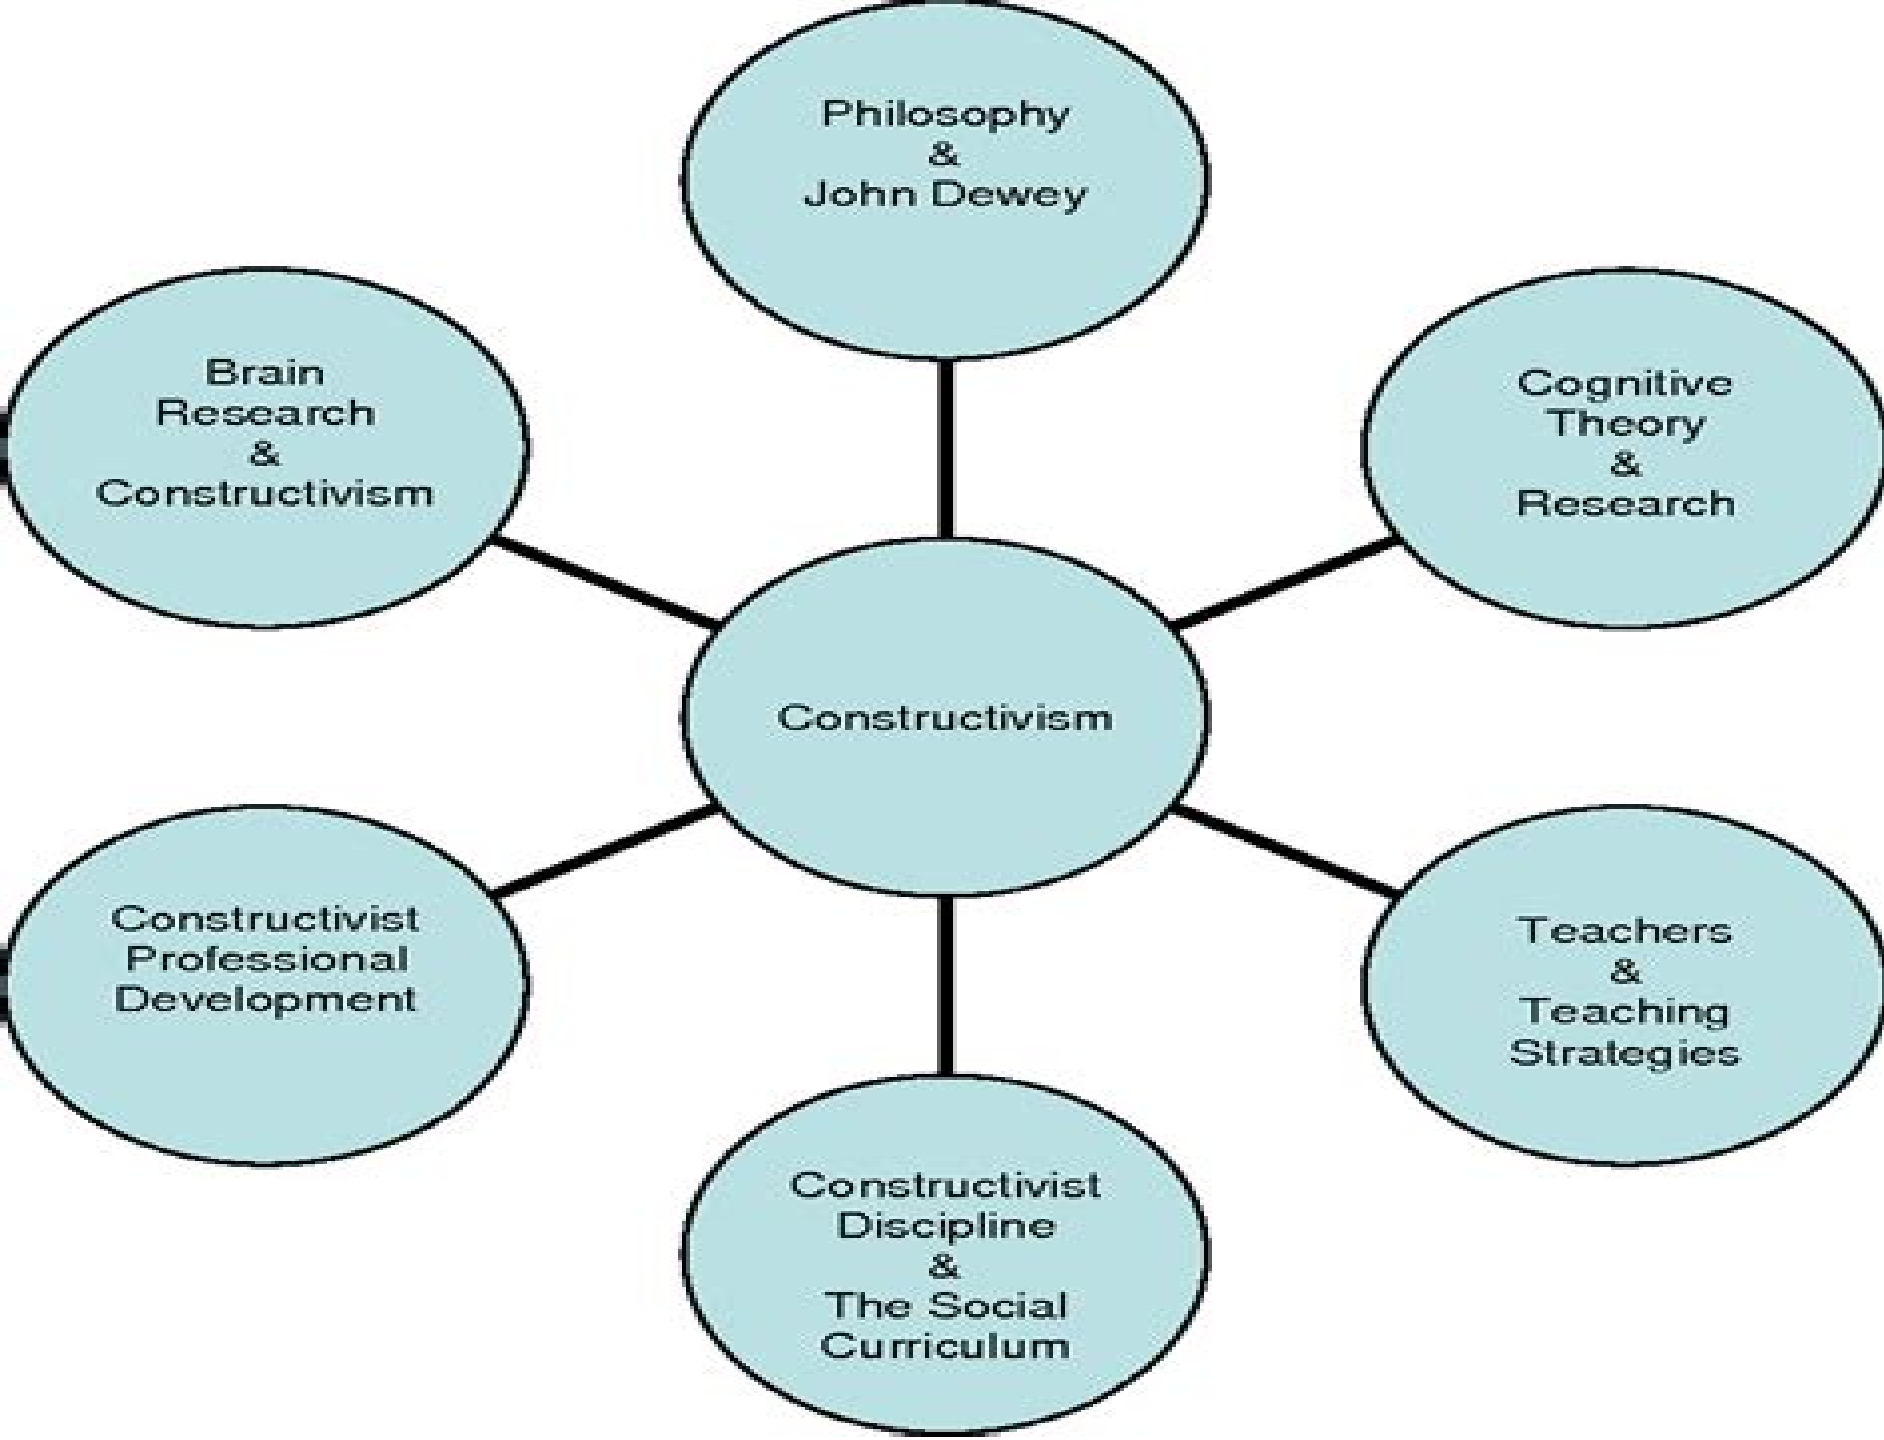 Philosophy
&
John Dewey
Brain
Research
&
Constructivism
Cognitive
Theory
&
Research
Constructivism
Constructivist
Professional
Development
Teachers
&
Teaching
Strategies
Constructivist
Discipline
&
The Social
Curriculum